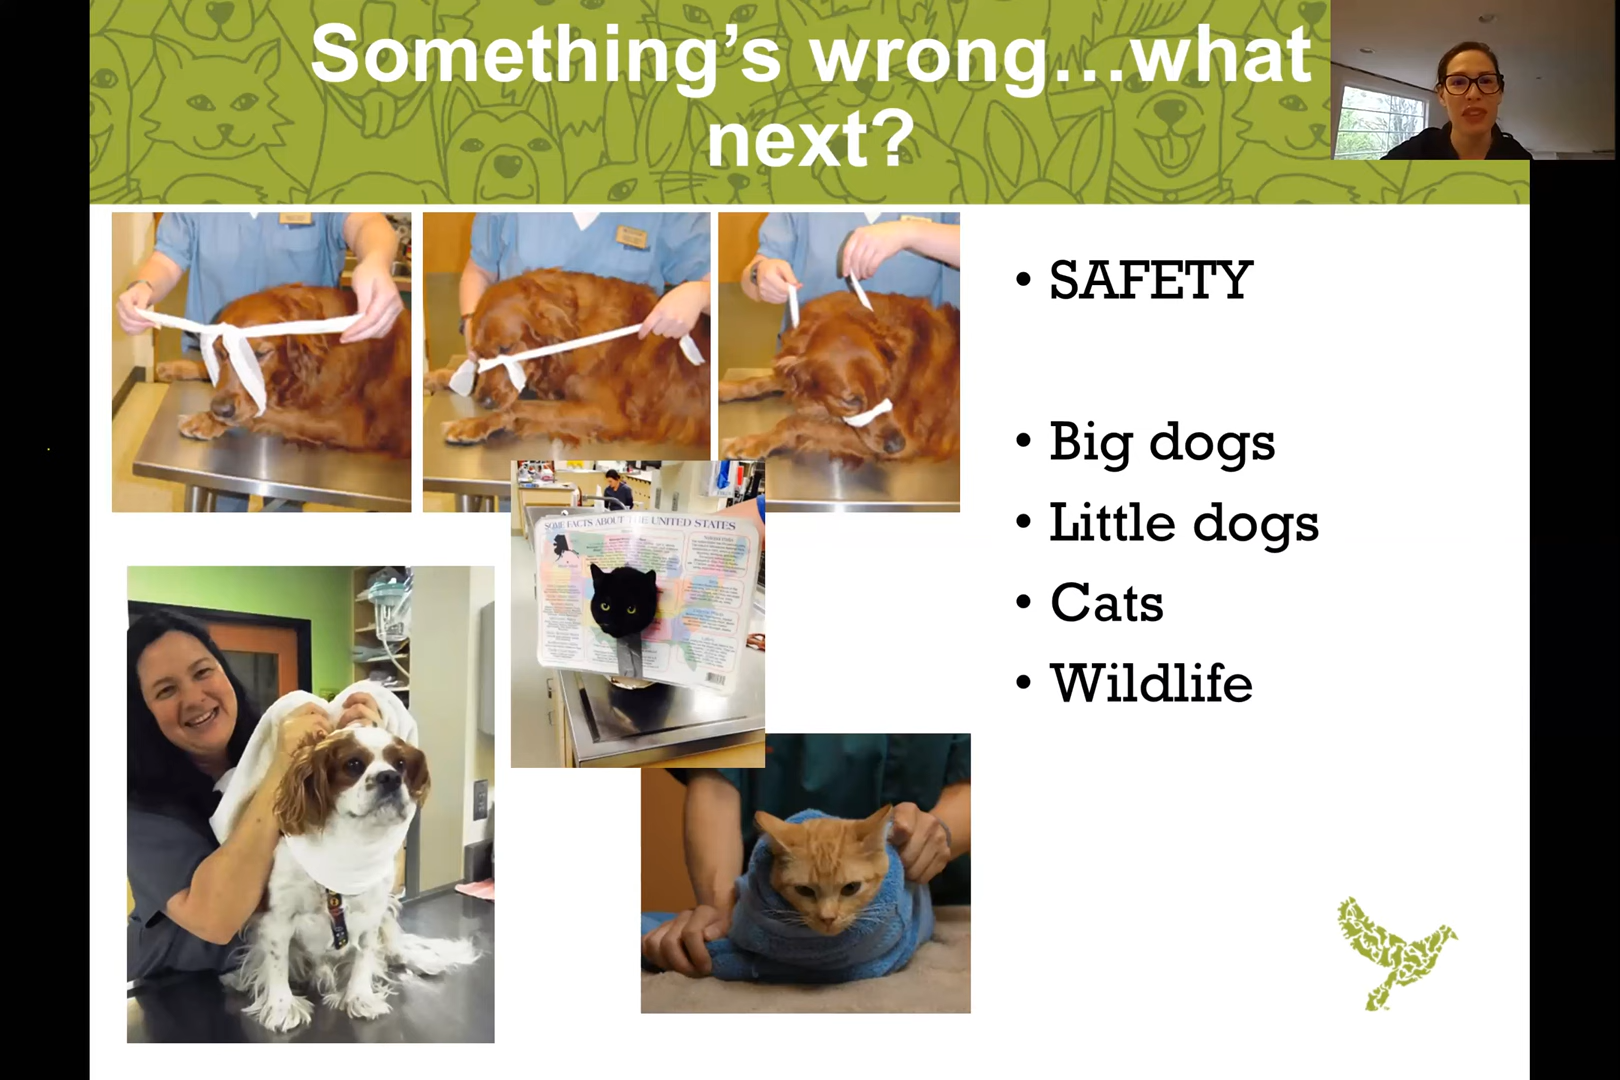 Something’s wrong…what
next?
• SAFETY
• Big dogs
• Little dogs
• Cats
• Wildlife
SOME FACTS ABOUT THE UNITED STATES